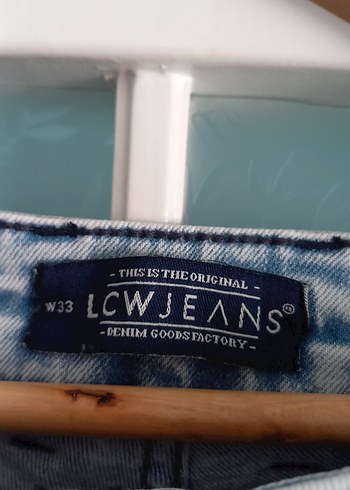 - THIS IS THE ORIGINAL -
W33 LCWJEANS®
- DENIM GOODS FACTORY -